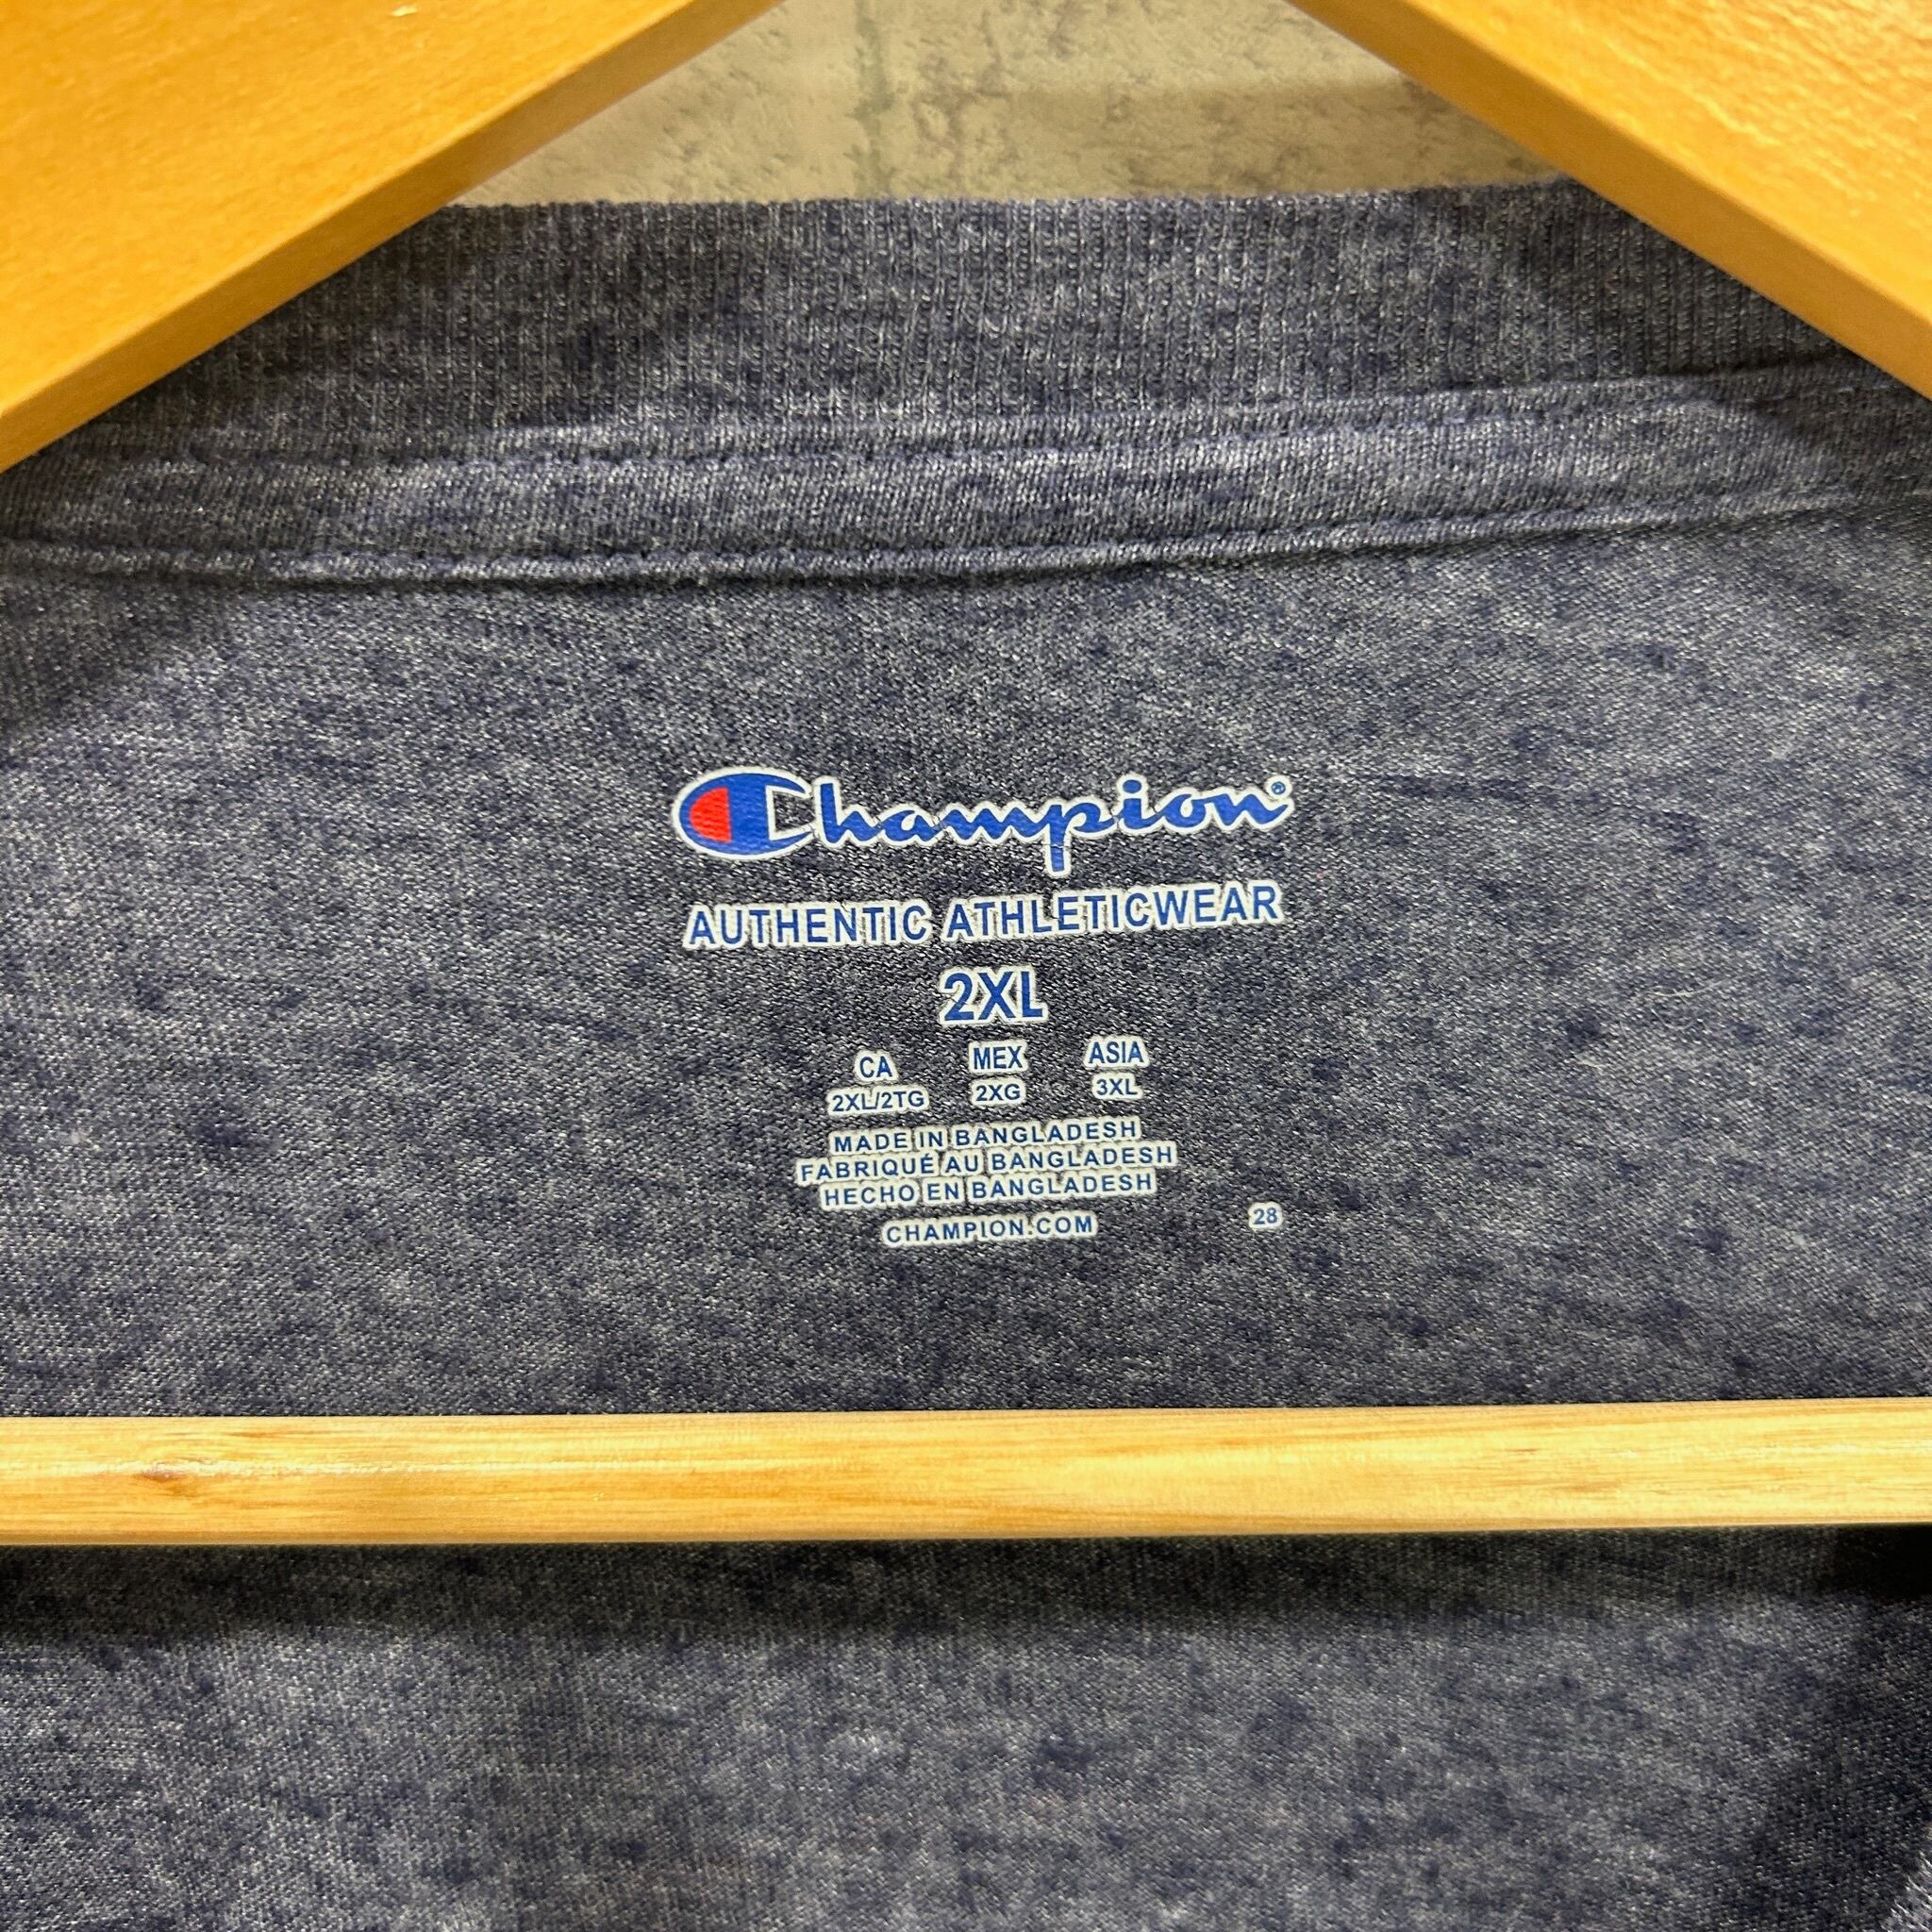 Champion®
AUTHENTIC ATHLETICWEAR
2XL
CA MEX ASIA
2XL/2TG 2XG 3XL
MADE IN BANGLADESH
FABRIQUÉ AU BANGLADESH
HECHO EN BANGLADESH
CHAMPION.COM 28